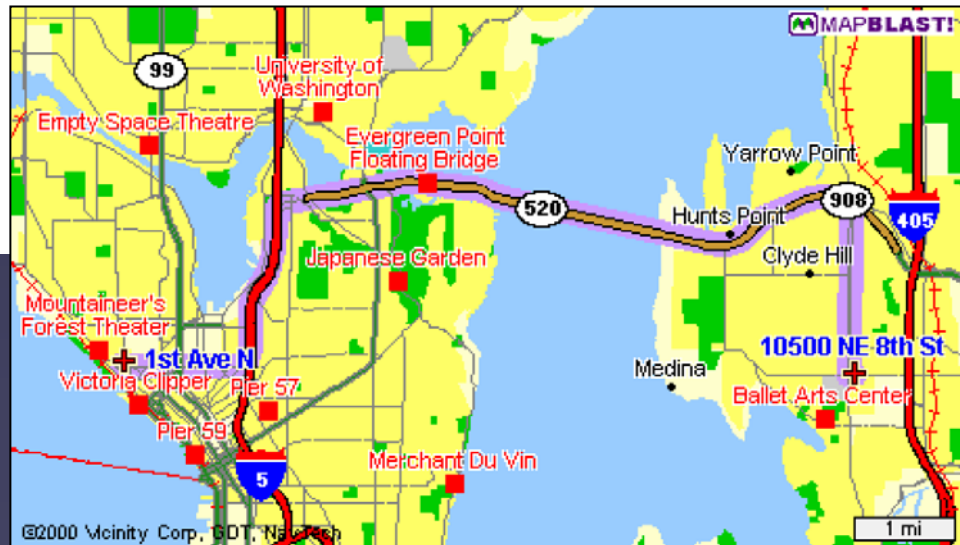 MAPBLAST!
99
University of
Washington
Empty Space Theatre
Evergreen Point
Floating Bridge
Yarrow Point
520
908
Hunts Point
405
Clyde Hill
Japanese Garden
Mountaineer's
Forest Theater
1st Ave N
10500 NE 8th St
Victoria Clipper
Pier 57
Medina
Ballet Arts Center
Pier 59
5
Merchant Du Vin
©2000 Vicinity Corp, GDT, NavTech
1 mi